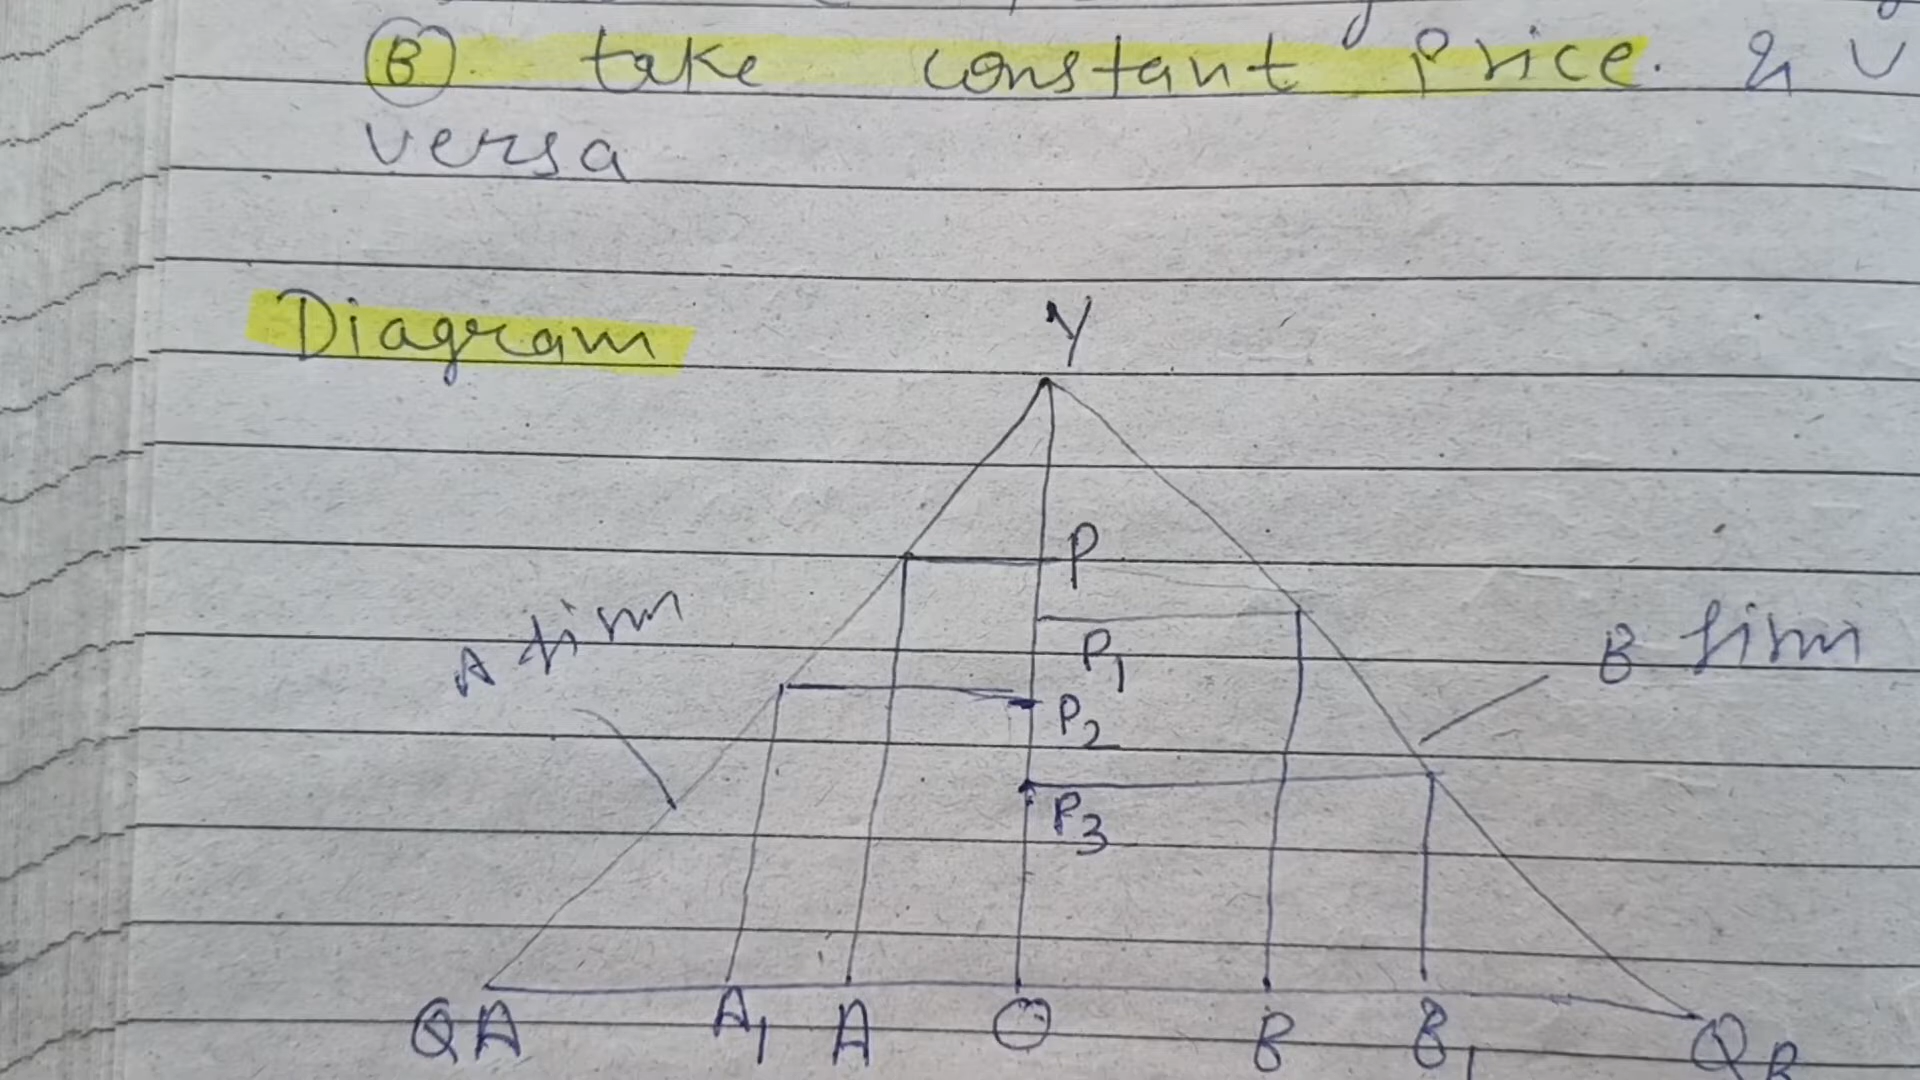 B take constant Price. & V
versa
Diagram
Y
P
A firm
P1
B firm
P2
P3
QA A1 A O B B1 QB